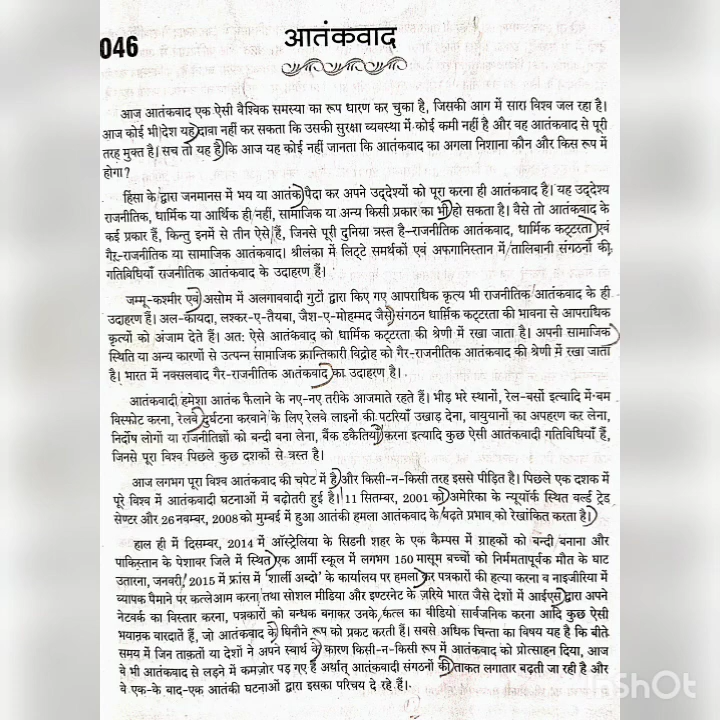 046
आतंकवाद
आज आतंकवाद एक ऐसी वैश्विक समस्या का रूप धारण कर चुका है, जिसकी आग में सारा विश्व जल रहा है।
आज कोई भी देश यह दावा नहीं कर सकता कि उसकी सुरक्षा व्यवस्था में कोई कमी नहीं है और वह आतंकवाद से पूरी
तरह मुक्त है। सच तो यह है कि आज यह कोई नहीं जानता कि आतंकवाद का अगला निशाना कौन और किस रूप में
होगा?
हिंसा के द्वारा जनमानस में भय या आतंक पैदा कर अपने उद्देश्यों को पूरा करना ही आतंकवाद है। यह उद्देश्य
राजनीतिक, धार्मिक या आर्थिक ही नहीं, सामाजिक या अन्य किसी प्रकार का भी हो सकता है। वैसे तो आतंकवाद के
कई प्रकार हैं, किन्तु इनमें से तीन ऐसे हैं, जिनसे पूरी दुनिया त्रस्त है–राजनीतिक आतंकवाद, धार्मिक कट्टरता एवं
गैर-राजनीतिक या सामाजिक आतंकवाद। श्रीलंका में लिट्टे समर्थकों एवं अफगानिस्तान में तालिबानी संगठनों की
गतिविधियाँ राजनीतिक आतंकवाद के उदाहरण हैं।
जम्मू-कश्मीर एवं असोम में अलगाववादी गुटों द्वारा किए गए आपराधिक कृत्य भी राजनीतिक आतंकवाद के ही
उदाहरण हैं। अल-कायदा, लश्कर-ए-तैयबा, जैश-ए-मोहम्मद जैसे संगठन धार्मिक कट्टरता की भावना से आपराधिक
कृत्यों को अंजाम देते हैं। अत: ऐसे आतंकवाद को धार्मिक कट्टरता की श्रेणी में रखा जाता है। अपनी सामाजिक
स्थिति या अन्य कारणों से उत्पन्न सामाजिक क्रान्तिकारी विद्रोह को गैर-राजनीतिक आतंकवाद की श्रेणी में रखा जाता
है। भारत में नक्सलवाद गैर-राजनीतिक आतंकवाद का उदाहरण है।
आतंकवादी हमेशा आतंक फैलाने के नए-नए तरीके आजमाते रहते हैं। भीड़ भरे स्थानों, रेल-बसों इत्यादि में बम
विस्फोट करना, रेलवे दुर्घटना करवाने के लिए रेलवे लाइनों की पटरियाँ उखाड़ देना, वायुयानों का अपहरण कर लेना,
निर्दोष लोगों या राजनीतिज्ञों को बन्दी बना लेना, बैंक डकैतियाँ करना इत्यादि कुछ ऐसी आतंकवादी गतिविधियाँ हैं,
जिनसे पूरा विश्व पिछले कुछ दशकों से त्रस्त है।
आज लगभग पूरा विश्व आतंकवाद की चपेट में है और किसी-न-किसी तरह इससे पीड़ित है। पिछले एक दशक में
पूरे विश्व में आतंकवादी घटनाओं में बढ़ोतरी हुई है। 11 सितम्बर, 2001 को अमेरिका के न्यूयॉर्क स्थित वर्ल्ड ट्रेड
सेण्टर और 26 नवम्बर, 2008 को मुम्बई में हुआ आतंकी हमला आतंकवाद के बढ़ते प्रभाव को रेखांकित करता है।
हाल ही में दिसम्बर, 2014 में ऑस्ट्रेलिया के सिडनी शहर के एक कैम्पस में ग्राहकों को बन्दी बनाना और
पाकिस्तान के पेशावर जिले में स्थित एक आर्मी स्कूल में लगभग 150 मासूम बच्चों को निर्ममतापूर्वक मौत के घाट
उतारना, जनवरी, 2015 में फ्रांस में 'शार्ली अब्दो' के कार्यालय पर हमला कर पत्रकारों की हत्या करना व नाइजीरिया में
व्यापक पैमाने पर कत्लेआम करना तथा सोशल मीडिया और इण्टरनेट के ज़रिये भारत जैसे देशों में आईएस द्वारा अपने
नेटवर्क का विस्तार करना, पत्रकारों को बन्धक बनाकर उनके कत्ल का वीडियो सार्वजनिक करना आदि कुछ ऐसी
भयानक वारदातें हैं, जो आतंकवाद के घिनौने रूप को प्रकट करती हैं। सबसे अधिक चिन्ता का विषय यह है कि बीते
समय में जिन ताक़तों या देशों ने अपने स्वार्थ के कारण किसी-न-किसी रूप में आतंकवाद को प्रोत्साहन दिया, आज
वे भी आतंकवाद से लड़ने में कमज़ोर पड़ गए हैं अर्थात् आतंकवादी संगठनों की ताकत लगातार बढ़ती जा रही है और
वे एक-के बाद-एक आतंकी घटनाओं द्वारा इसका परिचय दे रहे हैं।